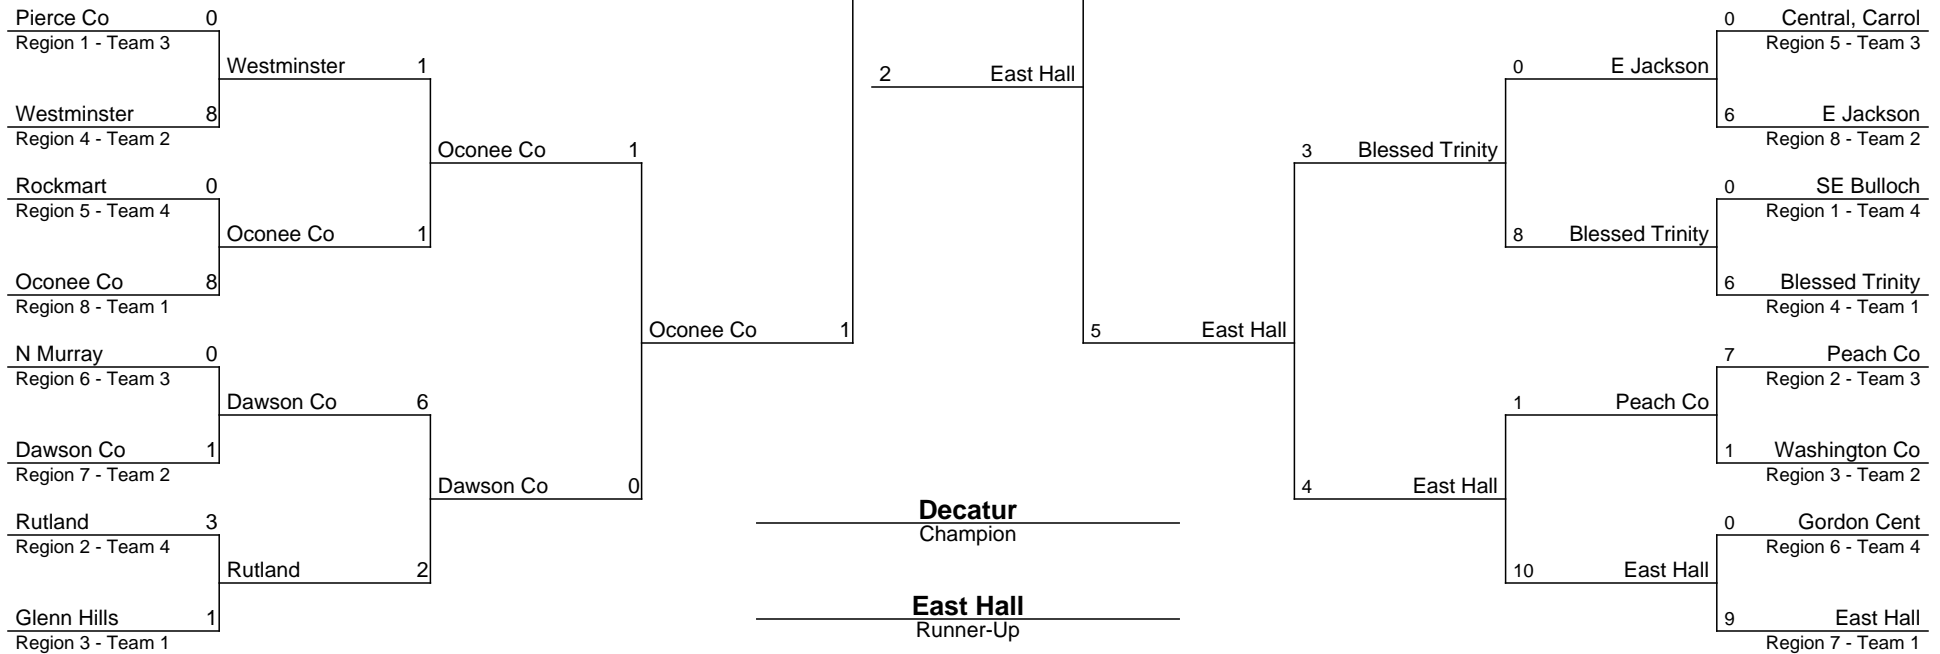 Pierce Co 0
Region 1 - Team 3
Westminster 1
Westminster 8
Region 4 - Team 2
Oconee Co 1
Rockmart 0
Region 5 - Team 4
Oconee Co 1
Oconee Co 8
Region 8 - Team 1
Oconee Co 1
N Murray 0
Region 6 - Team 3
Dawson Co 6
Dawson Co 1
Region 7 - Team 2
Dawson Co 0
Rutland 3
Region 2 - Team 4
Rutland 2
Glenn Hills 1
Region 3 - Team 1
2 East Hall
5 East Hall
Decatur
Champion
East Hall
Runner-Up
0 Central, Carrol
Region 5 - Team 3
0 E Jackson
6 E Jackson
Region 8 - Team 2
3 Blessed Trinity
0 SE Bulloch
Region 1 - Team 4
8 Blessed Trinity
6 Blessed Trinity
Region 4 - Team 1
7 Peach Co
Region 2 - Team 3
1 Peach Co
1 Washington Co
Region 3 - Team 2
4 East Hall
0 Gordon Cent
Region 6 - Team 4
10 East Hall
9 East Hall
Region 7 - Team 1